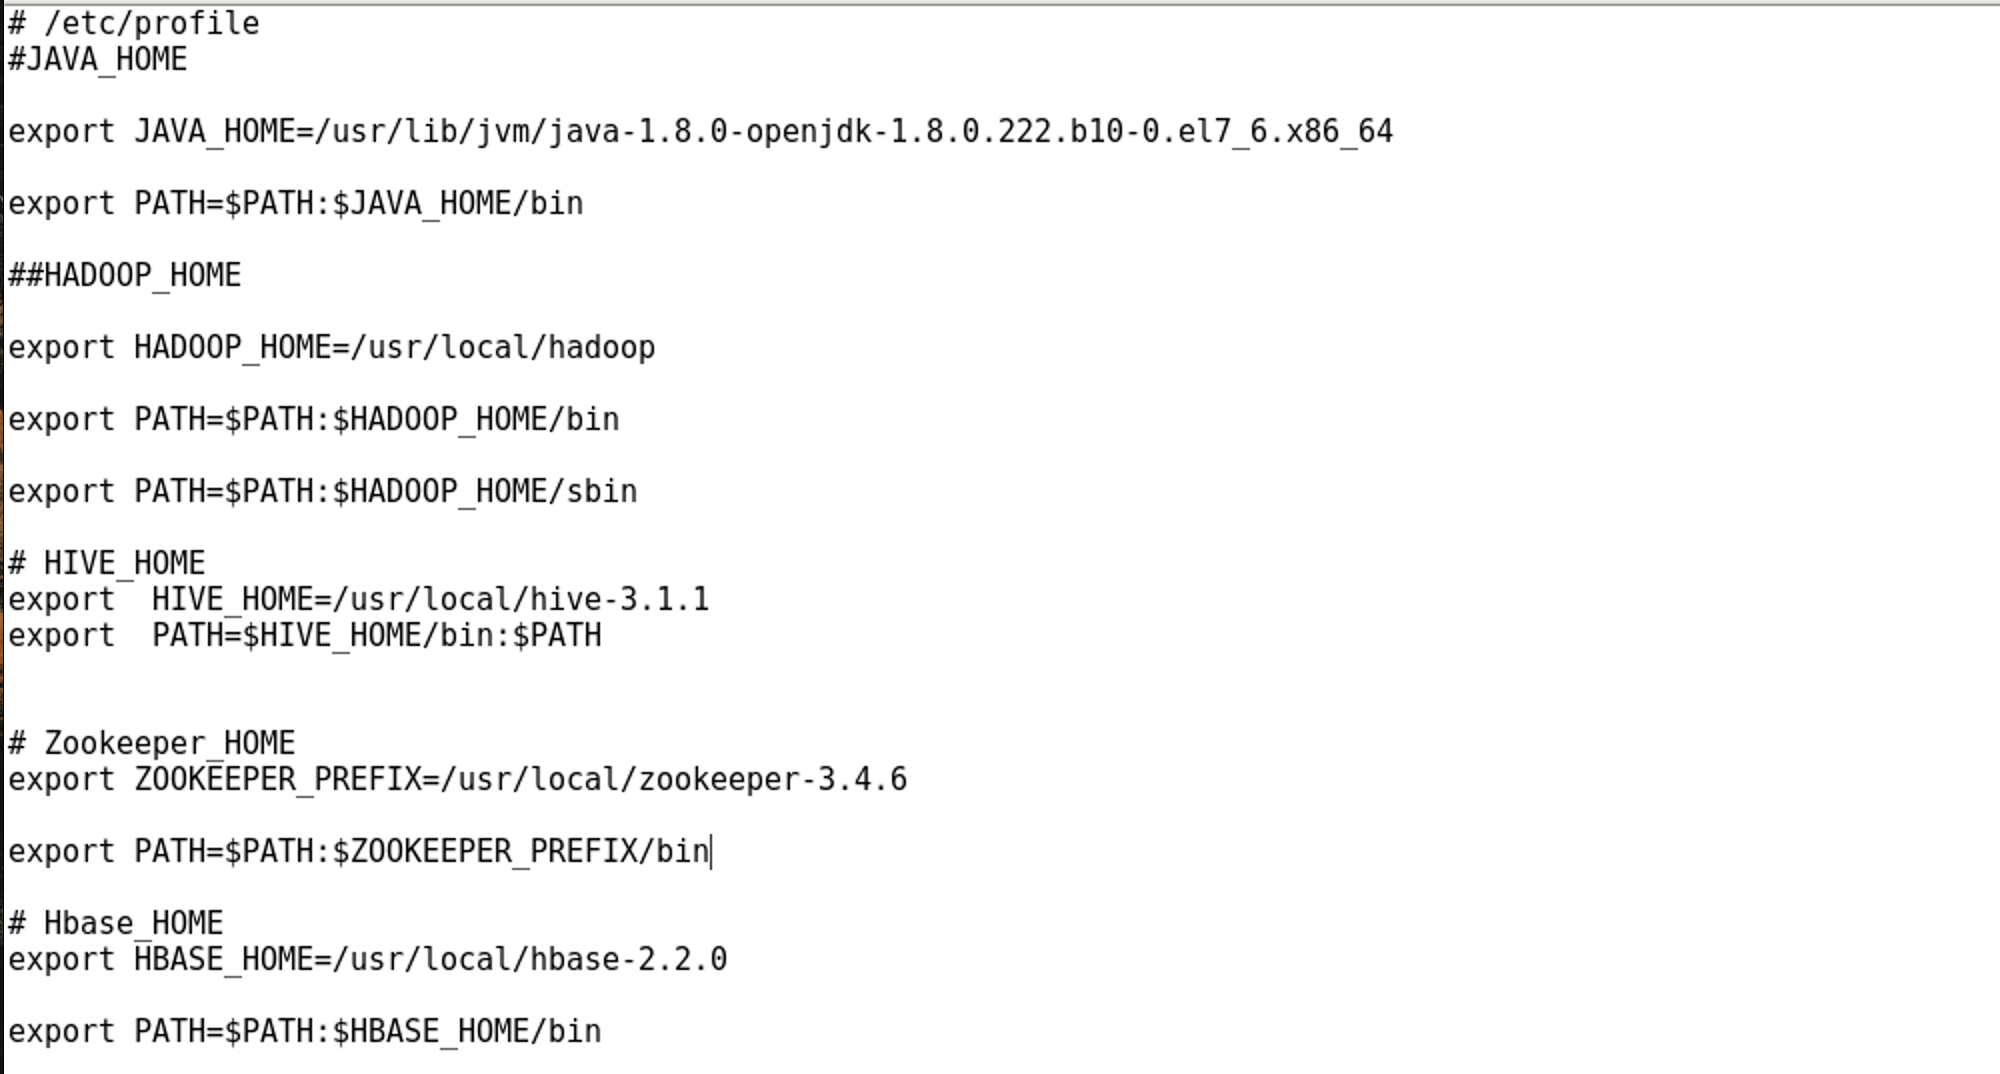 # /etc/profile
#JAVA_HOME
export JAVA_HOME=/usr/lib/jvm/java-1.8.0-openjdk-1.8.0.222.b10-0.el7_6.x86_64
export PATH=$PATH:$JAVA_HOME/bin
##HADOOP_HOME
export HADOOP_HOME=/usr/local/hadoop
export PATH=$PATH:$HADOOP_HOME/bin
export PATH=$PATH:$HADOOP_HOME/sbin
# HIVE_HOME
export  HIVE_HOME=/usr/local/hive-3.1.1
export  PATH=$HIVE_HOME/bin:$PATH
# Zookeeper_HOME
export ZOOKEEPER_PREFIX=/usr/local/zookeeper-3.4.6
export PATH=$PATH:$ZOOKEEPER_PREFIX/bin
# Hbase_HOME
export HBASE_HOME=/usr/local/hbase-2.2.0
export PATH=$PATH:$HBASE_HOME/bin